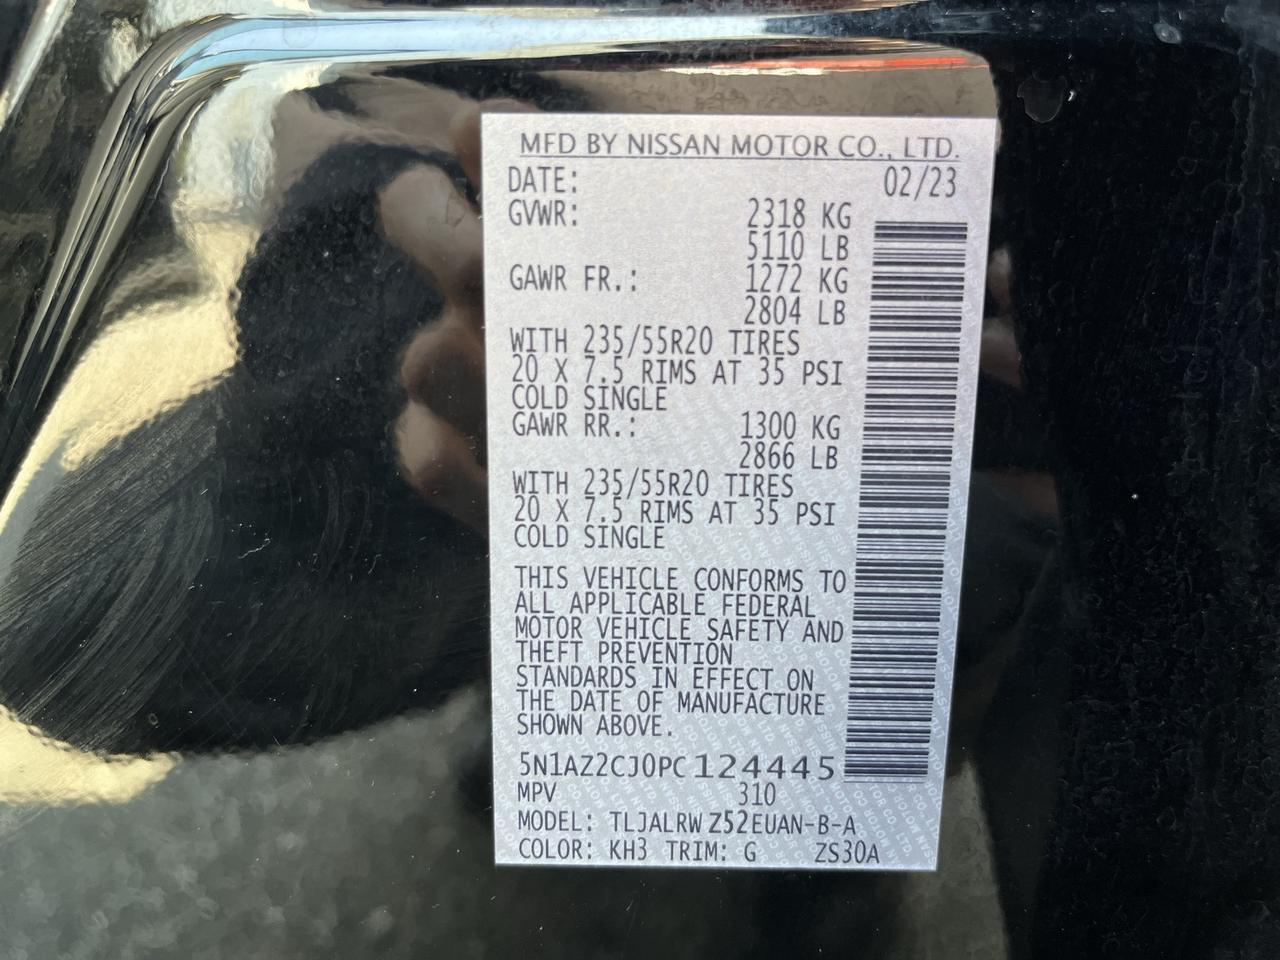 MFD BY NISSAN MOTOR CO., LTD.
DATE: 02/23
GVWR: 2318 KG
5110 LB
GAWR FR.: 1272 KG
2804 LB
WITH 235/55R20 TIRES
20 X 7.5 RIMS AT 35 PSI
COLD SINGLE
GAWR RR.: 1300 KG
2866 LB
WITH 235/55R20 TIRES
20 X 7.5 RIMS AT 35 PSI
COLD SINGLE
THIS VEHICLE CONFORMS TO
ALL APPLICABLE FEDERAL
MOTOR VEHICLE SAFETY AND
THEFT PREVENTION
STANDARDS IN EFFECT ON
THE DATE OF MANUFACTURE
SHOWN ABOVE.
5N1AZ2CJ0PC124445
MPV 310
MODEL: TLJALRWZ52EUAN-B-A
COLOR: KH3 TRIM: G ZS30A